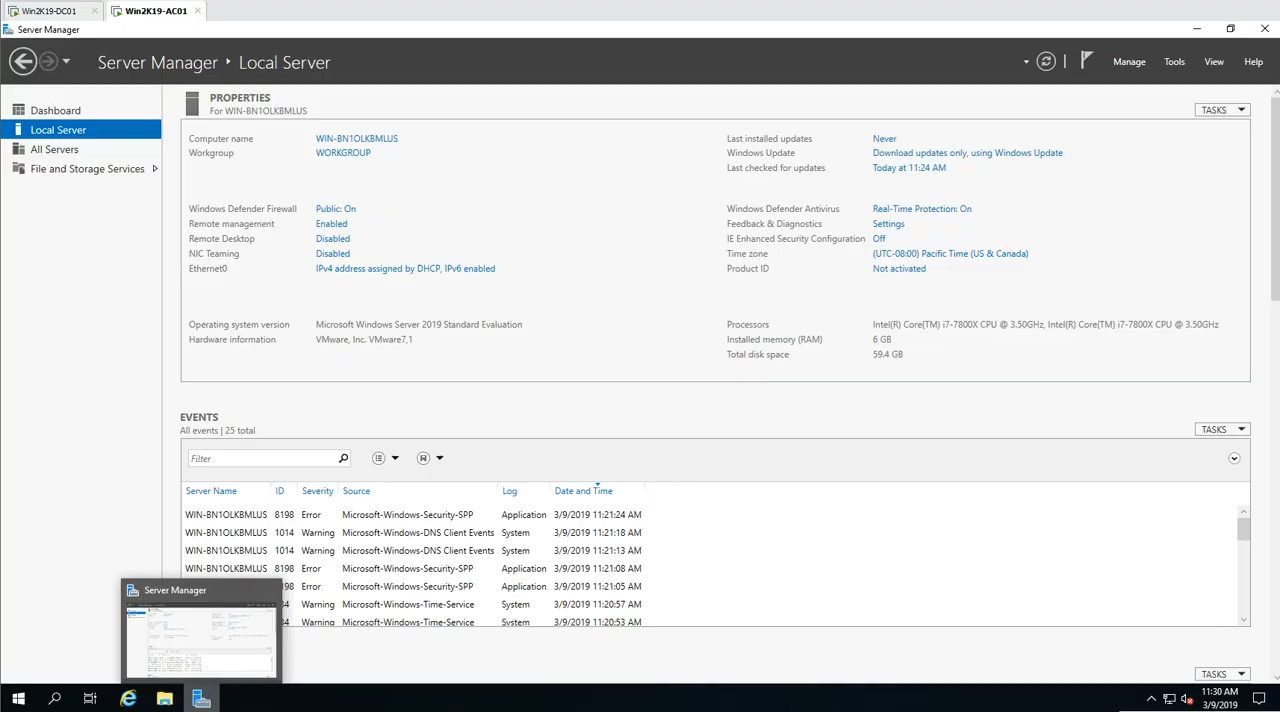 Win2K19-DC01
Win2K19-AC01
Server Manager
Server Manager ‣ Local Server
Manage Tools View Help
Dashboard
Local Server
All Servers
File and Storage Services
PROPERTIES
For WIN-BN1OLKBMLUS
TASKS
Computer name WIN-BN1OLKBMLUS
Workgroup WORKGROUP
Last installed updates Never
Windows Update Download updates only, using Windows Update
Last checked for updates Today at 11:24 AM
Windows Defender Firewall Public: On
Remote management Enabled
Remote Desktop Disabled
NIC Teaming Disabled
Ethernet0 IPv4 address assigned by DHCP, IPv6 enabled
Windows Defender Antivirus Real-Time Protection: On
Feedback & Diagnostics Settings
IE Enhanced Security Configuration Off
Time zone (UTC-08:00) Pacific Time (US & Canada)
Product ID Not activated
Operating system version Microsoft Windows Server 2019 Standard Evaluation
Hardware information VMware, Inc. VMware7,1
Processors Intel(R) Core(TM) i7-7800X CPU @ 3.50GHz, Intel(R) Core(TM) i7-7800X CPU @ 3.50GHz
Installed memory (RAM) 6 GB
Total disk space 59.4 GB
EVENTS
All events | 25 total
TASKS
Filter
Server Name ID Severity Source Log Date and Time
WIN-BN1OLKBMLUS 8198 Error Microsoft-Windows-Security-SPP Application 3/9/2019 11:21:24 AM
WIN-BN1OLKBMLUS 1014 Warning Microsoft-Windows-DNS Client Events System 3/9/2019 11:21:18 AM
WIN-BN1OLKBMLUS 1014 Warning Microsoft-Windows-DNS Client Events System 3/9/2019 11:21:13 AM
WIN-BN1OLKBMLUS 8198 Error Microsoft-Windows-Security-SPP Application 3/9/2019 11:21:08 AM
98 Error Microsoft-Windows-Security-SPP Application 3/9/2019 11:21:05 AM
34 Warning Microsoft-Windows-Time-Service System 3/9/2019 11:20:57 AM
34 Warning Microsoft-Windows-Time-Service System 3/9/2019 11:20:53 AM
Server Manager
TASKS
11:30 AM
3/9/2019